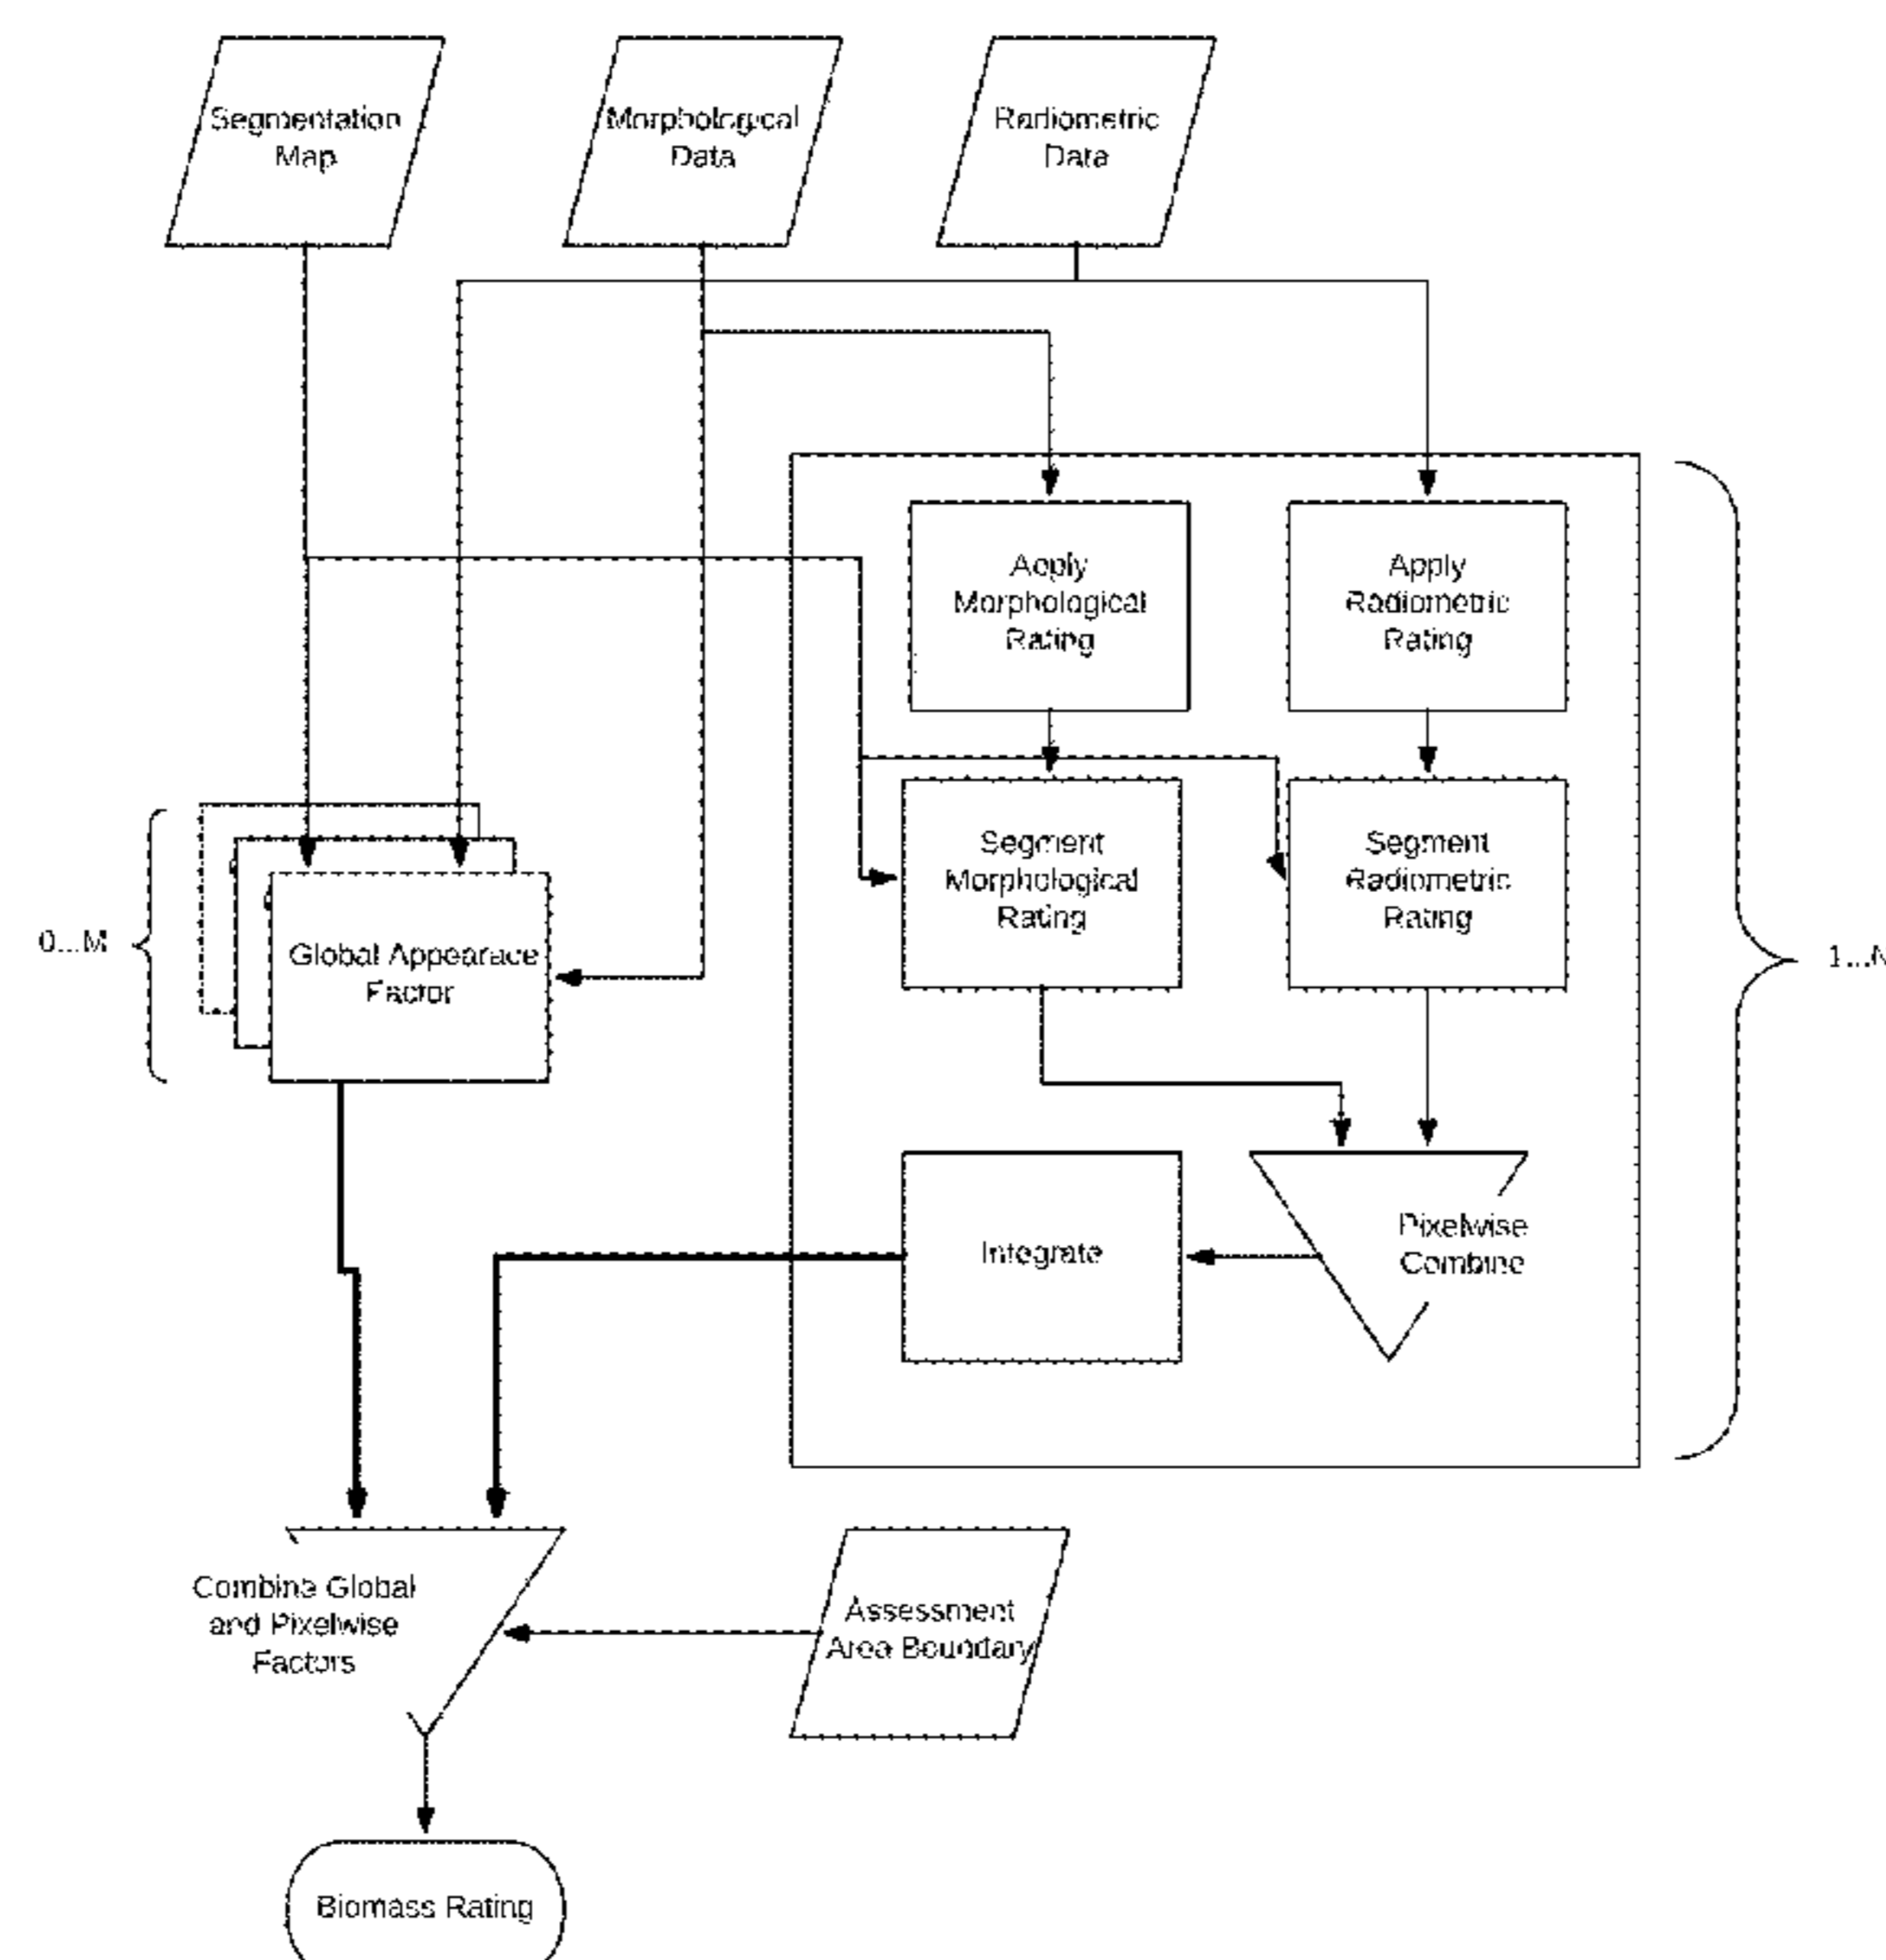 Segmentation
Map
Morphological
Data
Radiometric
Data
Apply
Morphological
Rating
Apply
Radiometric
Rating
Segment
Morphological
Rating
Segment
Radiometric
Rating
0...M
Global Appearace
Factor
1...N
Integrate
Pixelwise
Combine
Combine Global
and Pixelwise
Factors
Assessment
Area Boundary
Biomass Rating